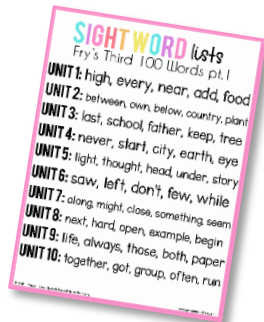 SIGHT WORD lists
Fry's Third 100 Words pt. 1
UNIT 1: high, every, near, add, food
UNIT 2: between, own, below, country, plant
UNIT 3: last, school, father, keep, tree
UNIT 4: never, start, city, earth, eye
UNIT 5: light, thought, head, under, story
UNIT 6: saw, left, don't, few, while
UNIT 7: along, might, close, something, seem
UNIT 8: next, hard, open, example, begin
UNIT 9: life, always, those, both, paper
UNIT 10: together, got, group, often, run